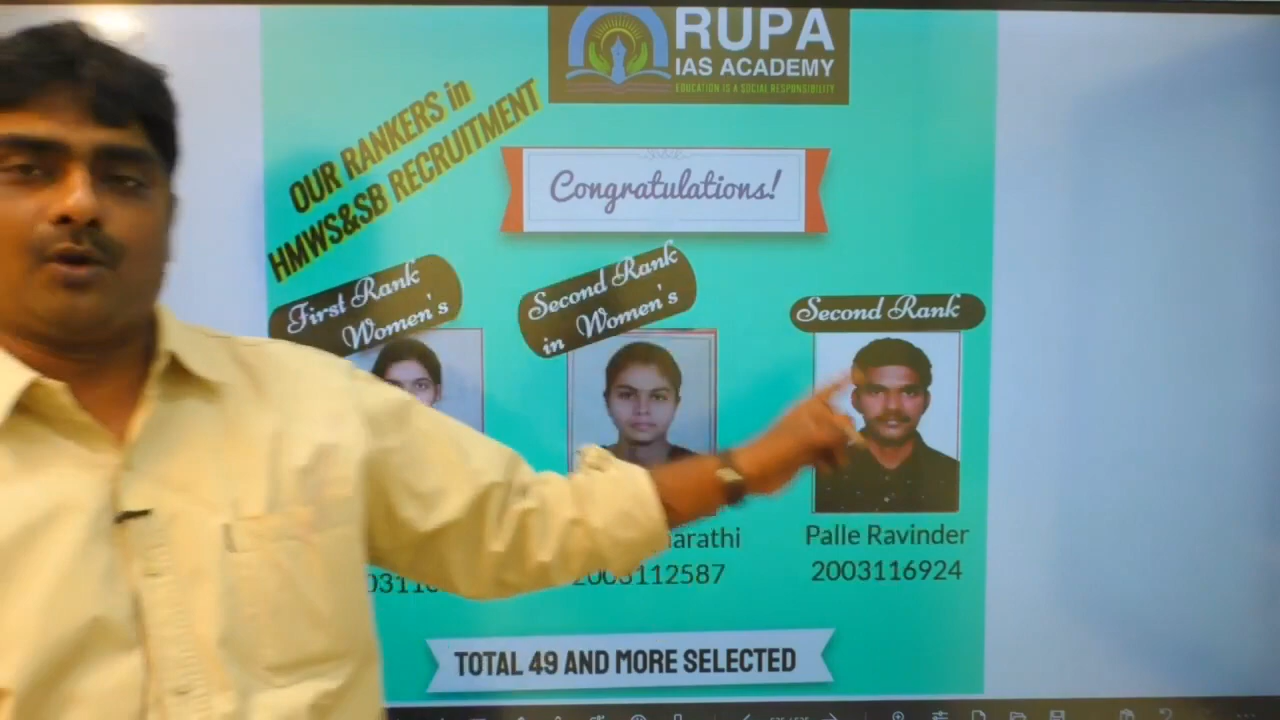 RUPA
IAS ACADEMY
EDUCATION IS A SOCIAL RESPONSIBILITY
OUR RANKERS in
HMWS&SB RECRUITMENT
Congratulations!
First Rank
Women's
Second Rank
in Women's
Second Rank
Palle Ravinder
2003112587
2003116924
TOTAL 49 AND MORE SELECTED